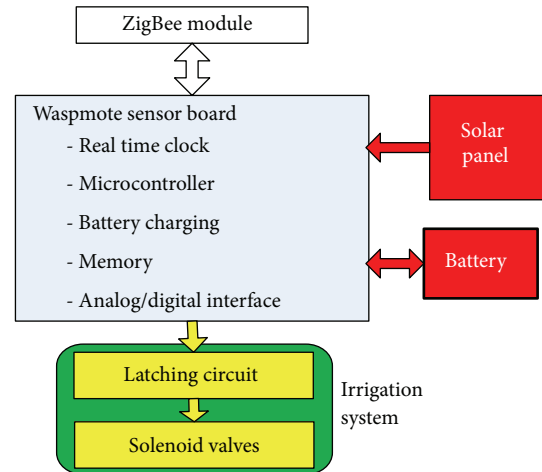 ZigBee module
Waspmote sensor board
- Real time clock
- Microcontroller
- Battery charging
- Memory
- Analog/digital interface
Solar
panel
Battery
Latching circuit
Solenoid valves
Irrigation
system